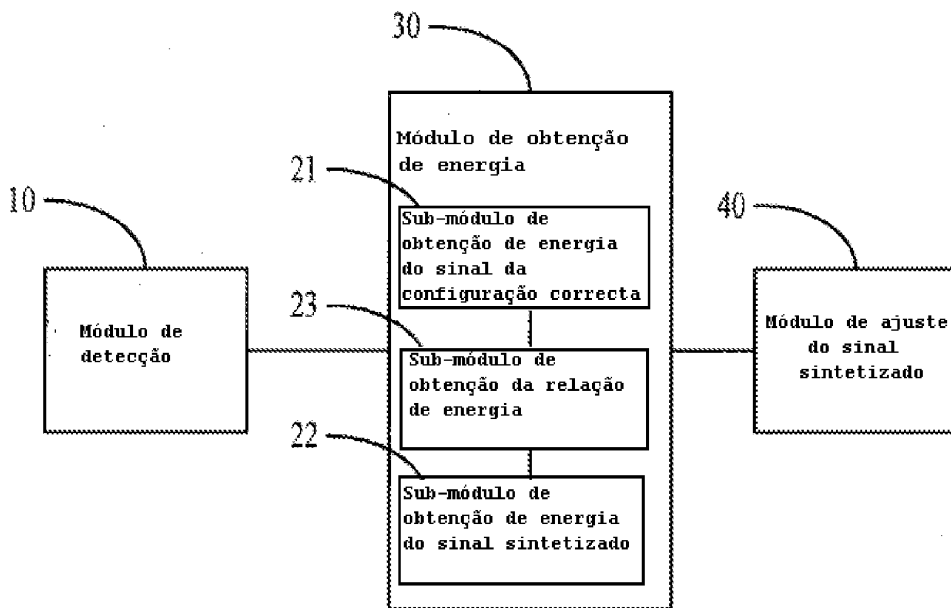 30
Módulo de obtenção
de energia
21
Sub-módulo de
obtenção de energia
do sinal da
configuração correcta
10
Módulo de
detecção
23
Sub-módulo de
obtenção da relação
de energia
22
Sub-módulo de
obtenção de energia
do sinal sintetizado
40
Módulo de ajuste
do sinal
sintetizado